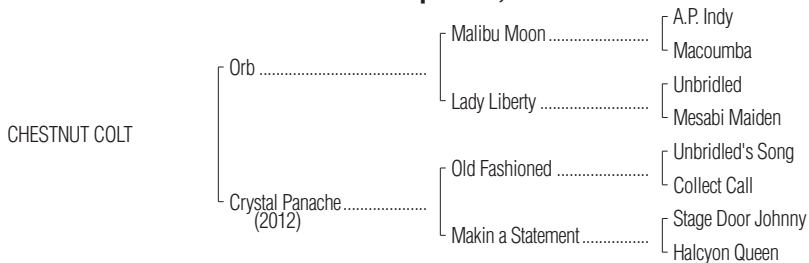 A.P. Indy
Malibu Moon ........................
Macoumba
Orb ........................................
Unbridled
Lady Liberty ..........................
Mesabi Maiden
CHESTNUT COLT
Unbridled's Song
Old Fashioned ......................
Collect Call
Crystal Panache....................
(2012)
Stage Door Johnny
Makin a Statement................
Halcyon Queen